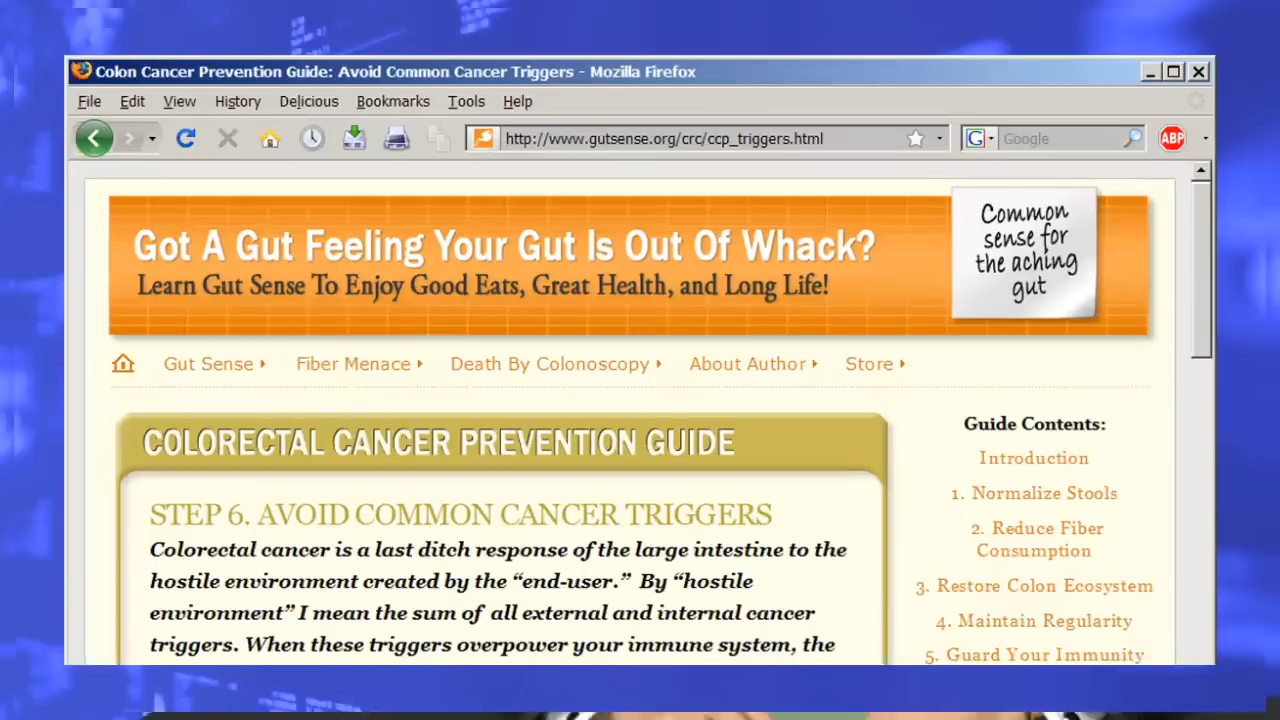 Colon Cancer Prevention Guide: Avoid Common Cancer Triggers - Mozilla Firefox
File Edit View History Delicious Bookmarks Tools Help
http://www.gutsense.org/crc/ccp_triggers.html
G Google
ABP
Got A Gut Feeling Your Gut Is Out Of Whack?
Learn Gut Sense To Enjoy Good Eats, Great Health, and Long Life!
Common
sense for
the aching
gut
Gut Sense Fiber Menace Death By Colonoscopy About Author Store
COLORECTAL CANCER PREVENTION GUIDE
STEP 6. AVOID COMMON CANCER TRIGGERS
Colorectal cancer is a last ditch response of the large intestine to the
hostile environment created by the “end-user.” By “hostile
environment” I mean the sum of all external and internal cancer
triggers. When these triggers overpower your immune system, the
Guide Contents:
Introduction
1. Normalize Stools
2. Reduce Fiber
Consumption
3. Restore Colon Ecosystem
4. Maintain Regularity
5. Guard Your Immunity